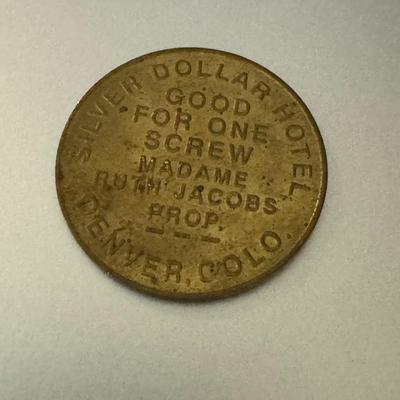 SILVER DOLLAR HOTEL
GOOD
FOR ONE
SCREW
MADAME
RUTH JACOBS
PROP.
DENVER, COLO.